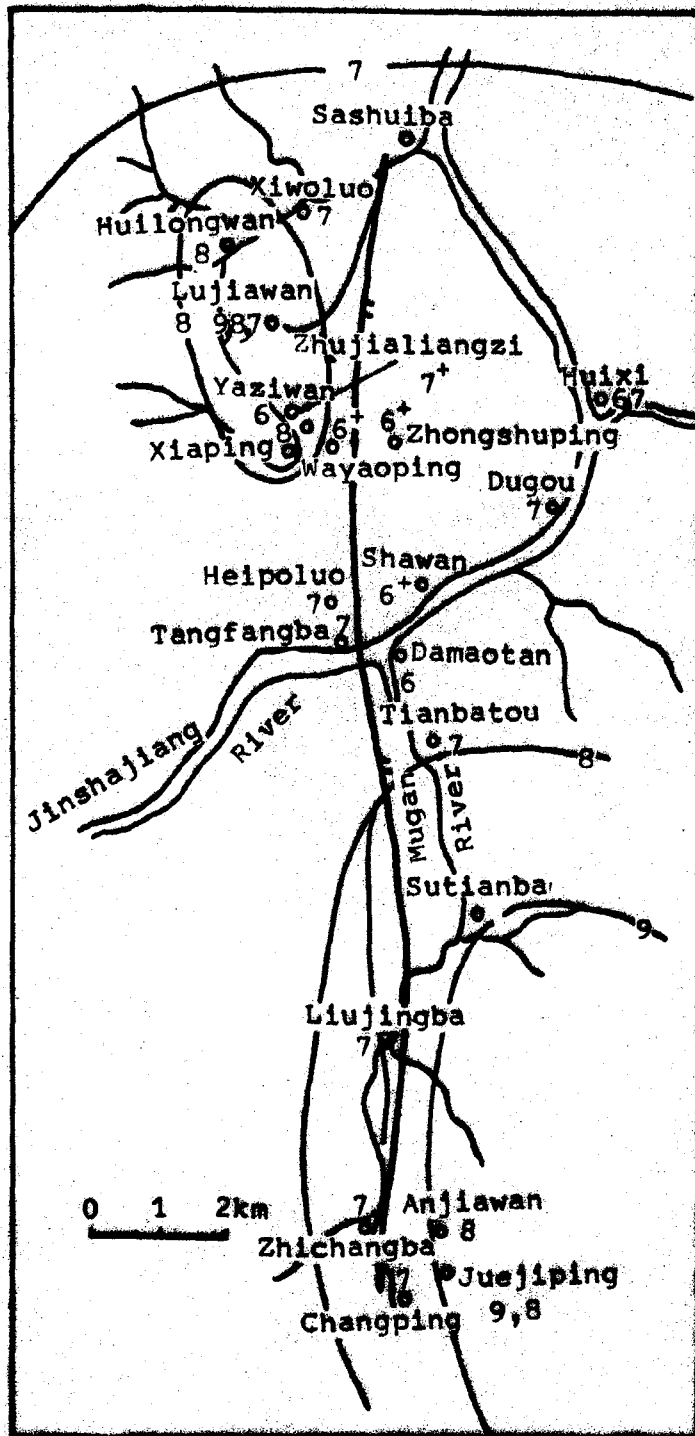 7
Sashuiba
Xiwoluo
7
Huilongwan
8
Lujiawan
8 987
Zhujialiangzi
7+
Huixi
67
Yaziwan
6
8
6+
6+
Zhongshuping
Xiaping
Wayaoping
Dugou
7
Shawan
6+
Heipoluo
7
Tangfangba
7
Damaotan
6
Tianbatou
7
8
Jinshajiang River
Mugan River
Sutianba
9
Liujingba
7
0 1 2km
7
Anjiawan
8
Zhichangba
Juejiping
9,8
7
Changping